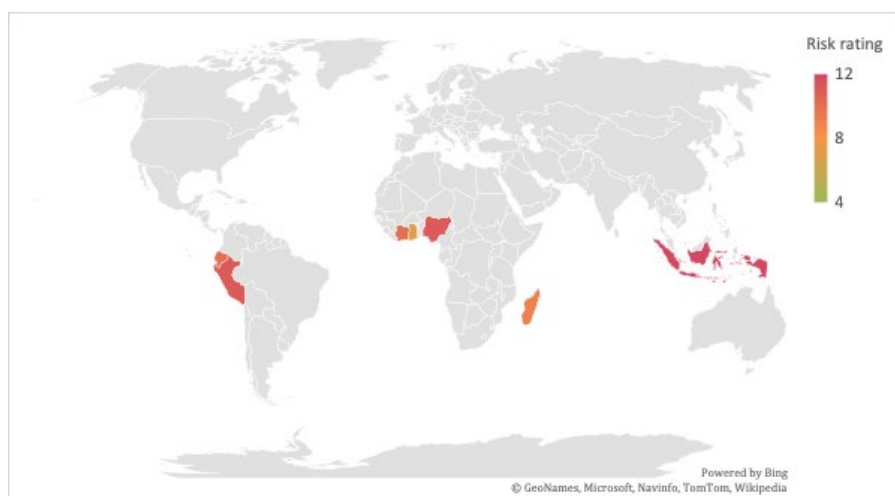 Risk rating
12
8
4
Powered by Bing
© GeoNames, Microsoft, Navinfo, TomTom, Wikipedia